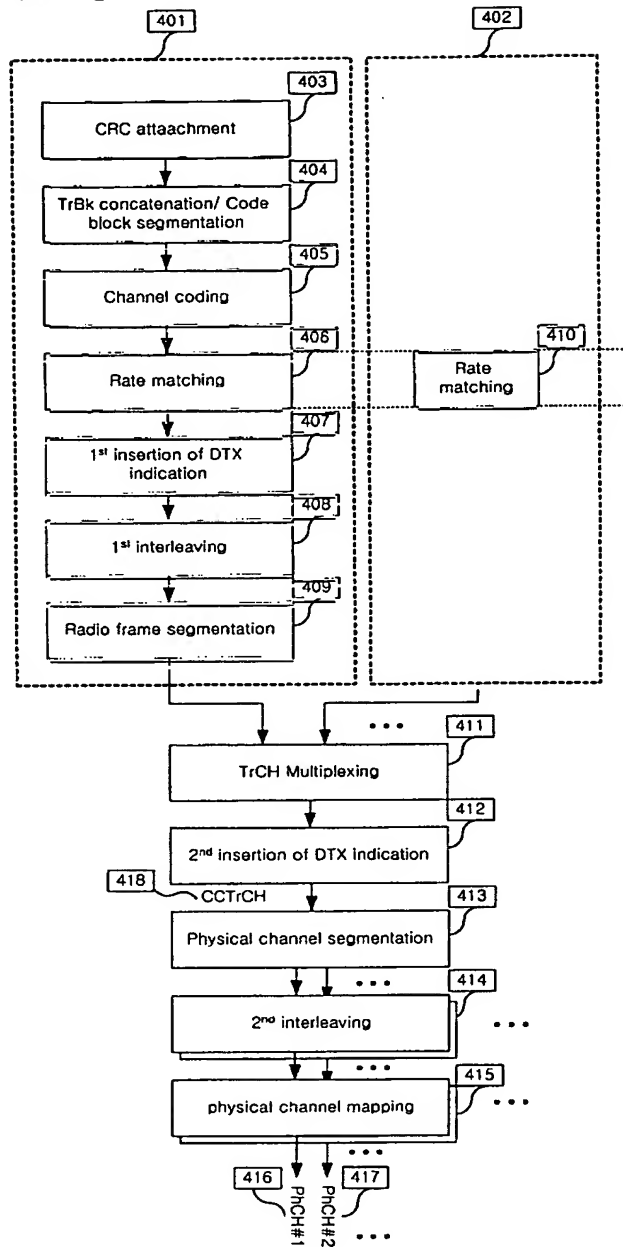 401
402
403
CRC attaachment
404
TrBk concatenation/ Code
block segmentation
405
Channel coding
406
Rate matching
410
Rate
matching
407
1st insertion of DTX
indication
408
1st interleaving
409
Radio frame segmentation
• • •
411
TrCH Multiplexing
412
2nd insertion of DTX indication
418
CCTrCH
413
Physical channel segmentation
• • •
414
2nd interleaving
• • •
• • •
415
physical channel mapping
• • •
• • •
416
PhCH#1
PhCH#2
417
• • •